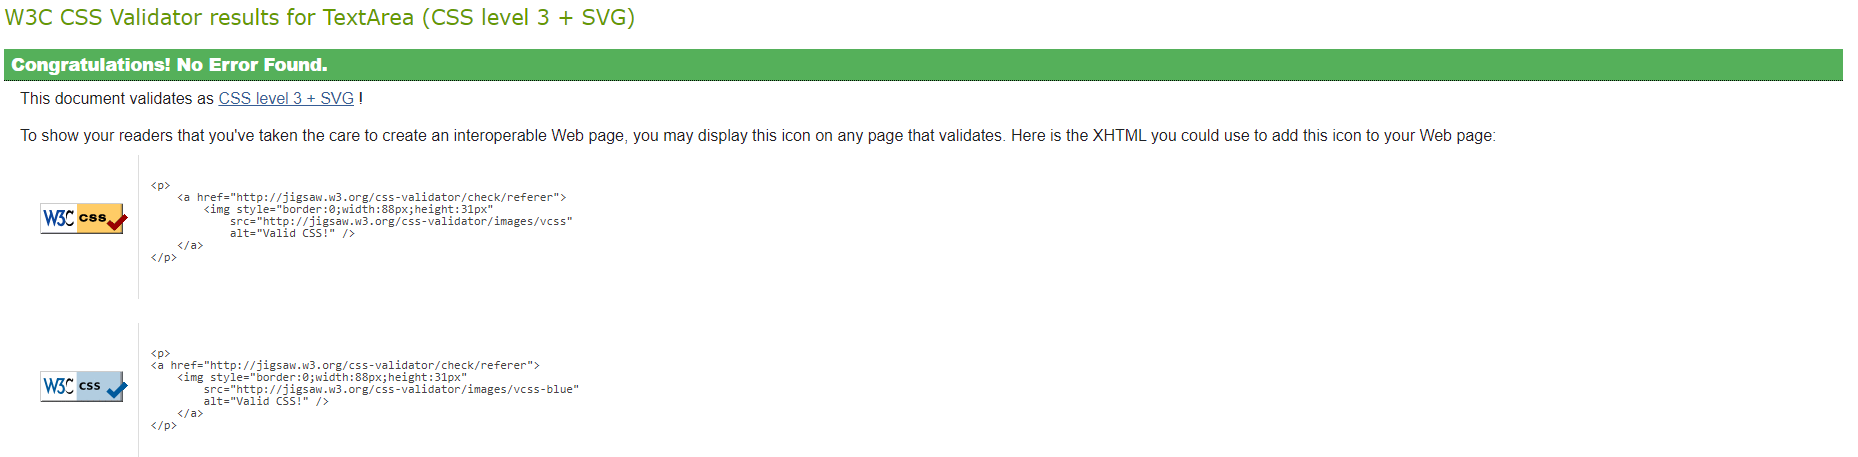 W3C CSS Validator results for TextArea (CSS level 3 + SVG)
Congratulations! No Error Found.
This document validates as CSS level 3 + SVG !
To show your readers that you've taken the care to create an interoperable Web page, you may display this icon on any page that validates. Here is the XHTML you could use to add this icon to your Web page:
W3C css
<p>
    <a href="http://jigsaw.w3.org/css-validator/check/referer">
        <img style="border:0;width:88px;height:31px"
            src="http://jigsaw.w3.org/css-validator/images/vcss"
            alt="Valid CSS!" />
    </a>
</p>
W3C css
<p>
<a href="http://jigsaw.w3.org/css-validator/check/referer">
    <img style="border:0;width:88px;height:31px"
        src="http://jigsaw.w3.org/css-validator/images/vcss-blue"
        alt="Valid CSS!" />
    </a>
</p>